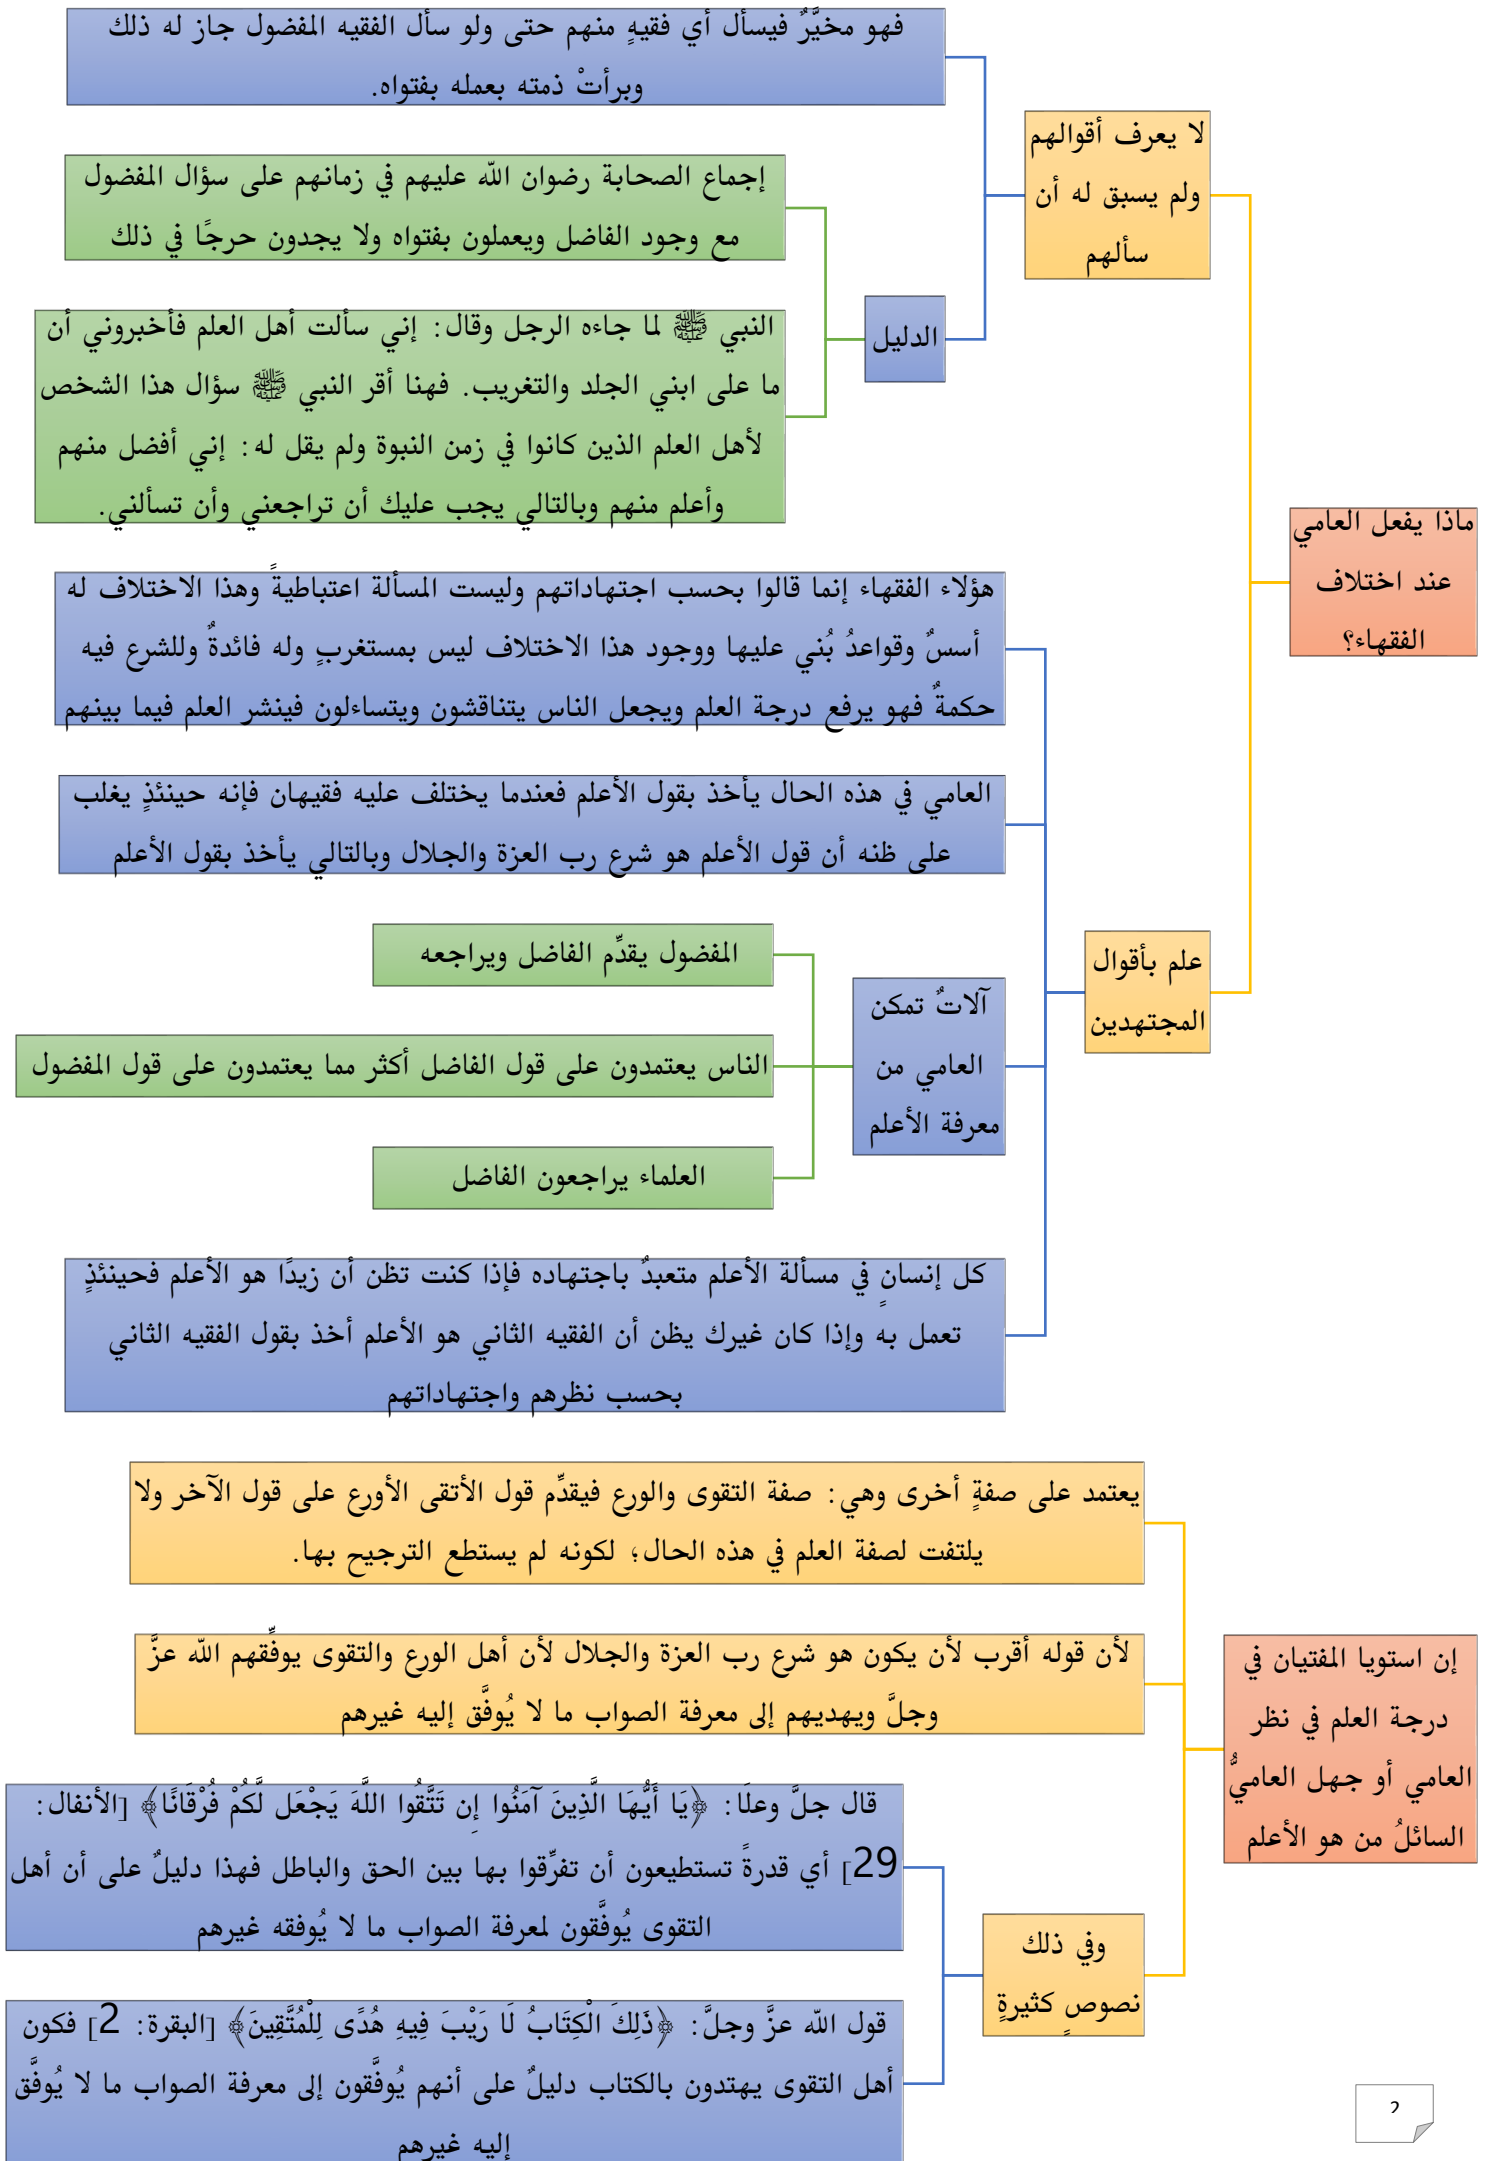 ماذا يفعل العامي
عند اختلاف
الفقهاء؟
لا يعرف أقوالهم
ولم يسبق له أن
سألهم
فهو مخيَّرٌ فيسأل أي فقيهٍ منهم حتى ولو سأل الفقيه المفضول جاز له ذلك
وبرأتْ ذمته بعمله بفتواه.
الدليل
إجماع الصحابة رضوان الله عليهم في زمانهم على سؤال المفضول
مع وجود الفاضل ويعملون بفتواه ولا يجدون حرجًا في ذلك
النبي ﷺ لما جاءه الرجل وقال: إني سألت أهل العلم فأخبروني أن
ما على ابني الجلد والتغريب. فهنا أقر النبي ﷺ سؤال هذا الشخص
لأهل العلم الذين كانوا في زمن النبوة ولم يقل له: إني أفضل منهم
وأعلم منهم وبالتالي يجب عليك أن تراجعني وأن تسألني.
علم بأقوال
المجتهدين
هؤلاء الفقهاء إنما قالوا بحسب اجتهاداتهم وليست المسألة اعتباطيةً وهذا الاختلاف له
أسسٌ وقواعدُ بُني عليها ووجود هذا الاختلاف ليس بمستغربٍ وله فائدةٌ وللشرع فيه
حكمةٌ فهو يرفع درجة العلم ويجعل الناس يتناقشون ويتساءلون فينشر العلم فيما بينهم
العامي في هذه الحال يأخذ بقول الأعلم فعندما يختلف عليه فقيهان فإنه حينئذٍ يغلب
على ظنه أن قول الأعلم هو شرع رب العزة والجلال وبالتالي يأخذ بقول الأعلم
آلاتٌ تمكن
العامي من
معرفة الأعلم
المفضول يقدِّم الفاضل ويراجعه
الناس يعتمدون على قول الفاضل أكثر مما يعتمدون على قول المفضول
العلماء يراجعون الفاضل
كل إنسانٍ في مسألة الأعلم متعبدٌ باجتهاده فإذا كنت تظن أن زيدًا هو الأعلم فحينئذٍ
تعمل به وإذا كان غيرك يظن أن الفقيه الثاني هو الأعلم أخذ بقول الفقيه الثاني
بحسب نظرهم واجتهاداتهم
إن استويا المفتيان في
درجة العلم في نظر
العامي أو جهل العاميُّ
السائلُ من هو الأعلم
يعتمد على صفةٍ أخرى وهي: صفة التقوى والورع فيقدِّم قول الأتقى الأورع على قول الآخر ولا
يلتفت لصفة العلم في هذه الحال؛ لكونه لم يستطع الترجيح بها.
لأن قوله أقرب لأن يكون هو شرع رب العزة والجلال لأن أهل الورع والتقوى يوفِّقهم الله عزَّ
وجلَّ ويهديهم إلى معرفة الصواب ما لا يُوفَّق إليه غيرهم
وفي ذلك
نصوصٍ كثيرةٍ
قال جلَّ وعلَا: ﴿يَا أَيُّهَا الَّذِينَ آمَنُوا إِن تَتَّقُوا اللَّهَ يَجْعَل لَّكُمْ فُرْقَانًا﴾ [الأنفال:
29] أي قدرةً تستطيعون أن تفرِّقوا بها بين الحق والباطل فهذا دليلٌ على أن أهل
التقوى يُوفَّقون لمعرفة الصواب ما لا يُوفقه غيرهم
قول الله عزَّ وجلَّ: ﴿ذَلِكَ الْكِتَابُ لَا رَيْبَ فِيهِ هُدًى لِلْمُتَّقِينَ﴾ [البقرة: 2] فكون
أهل التقوى يهتدون بالكتاب دليلٌ على أنهم يُوفَّقون إلى معرفة الصواب ما لا يُوفَّق
إليه غيرهم
2